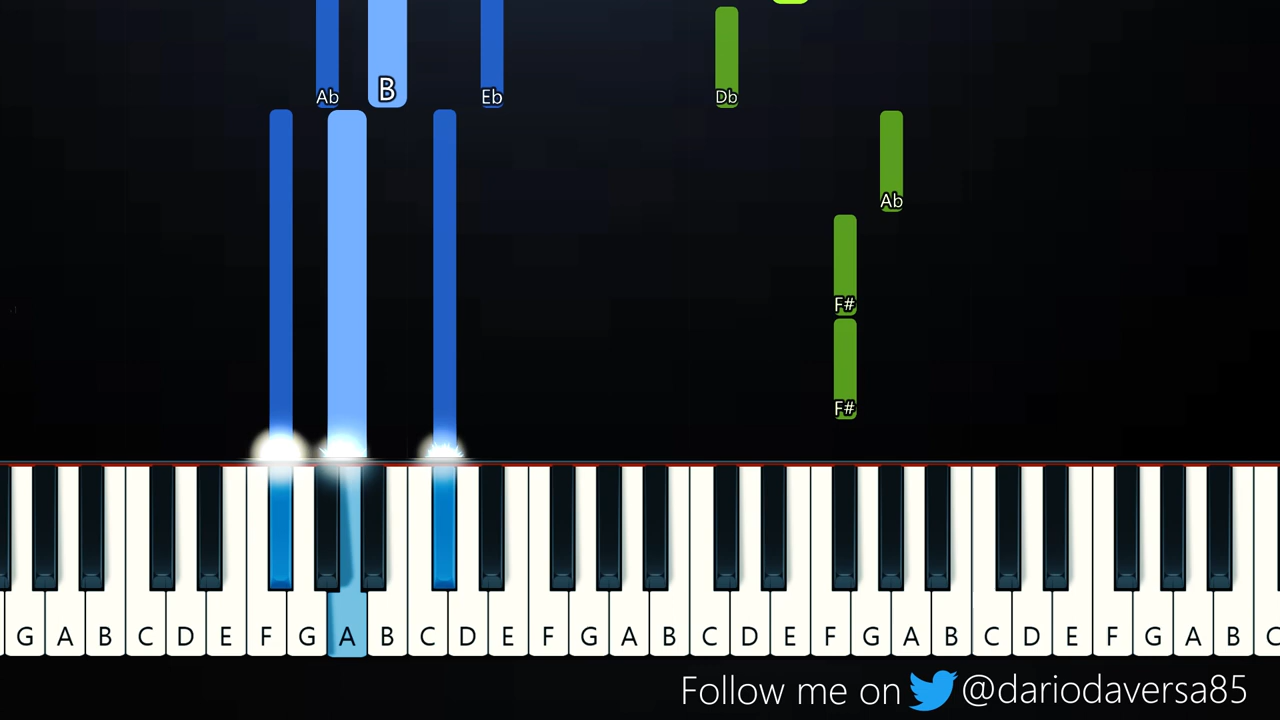 Ab B Eb Db
Ab
F#
F#
G A B C D E F G A B C D E F G A B C D E F G A B C D E F G A B C
Follow me on @dariodaversa85